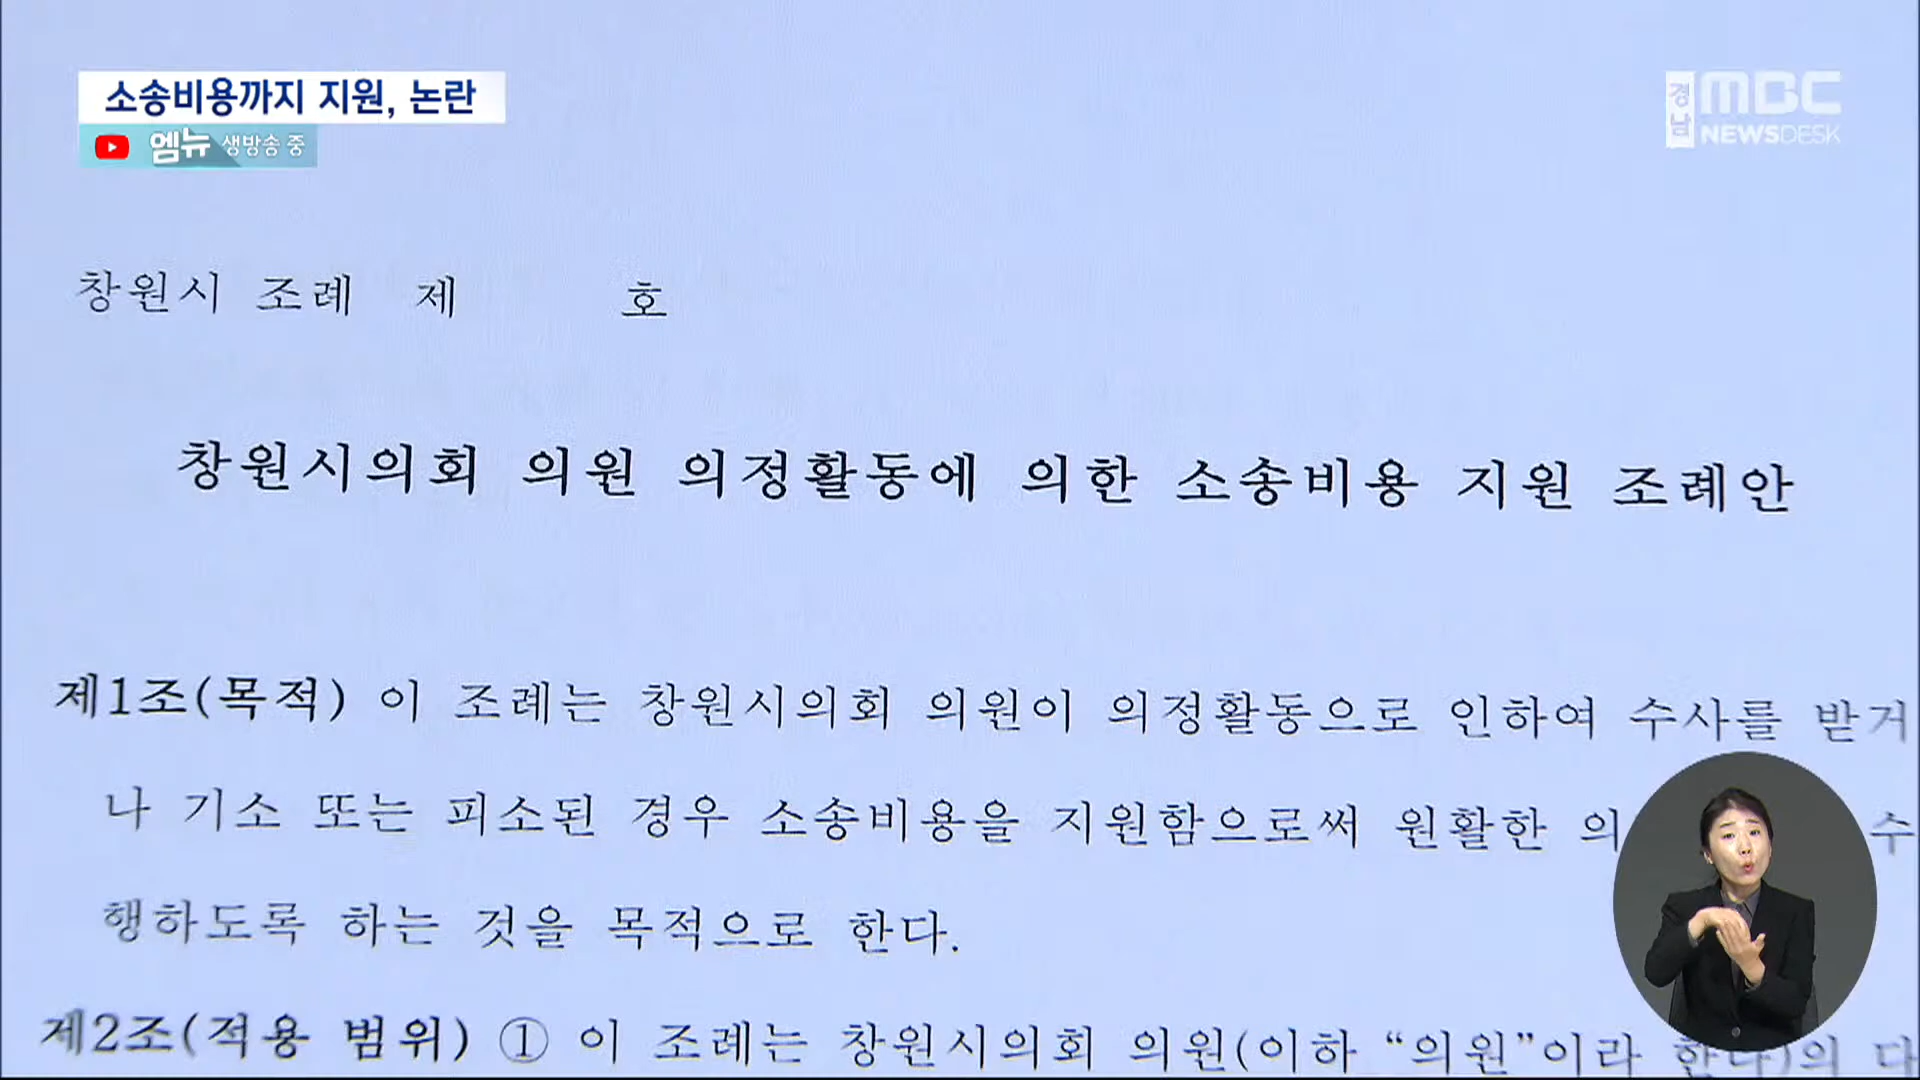 소송비용까지 지원, 논란
엠뉴 생방송 중
경남 MBC
NEWSDESK
창원시 조례 제 호
창원시의회 의원 의정활동에 의한 소송비용 지원 조례안
제1조(목적) 이 조례는 창원시의회 의원이 의정활동으로 인하여 수사를 받거
나 기소 또는 피소된 경우 소송비용을 지원함으로써 원활한 의 수
행하도록 하는 것을 목적으로 한다.
제2조(적용 범위) ① 이 조례는 창원시의회 의원(이하 “의원”이라 한다)의 다